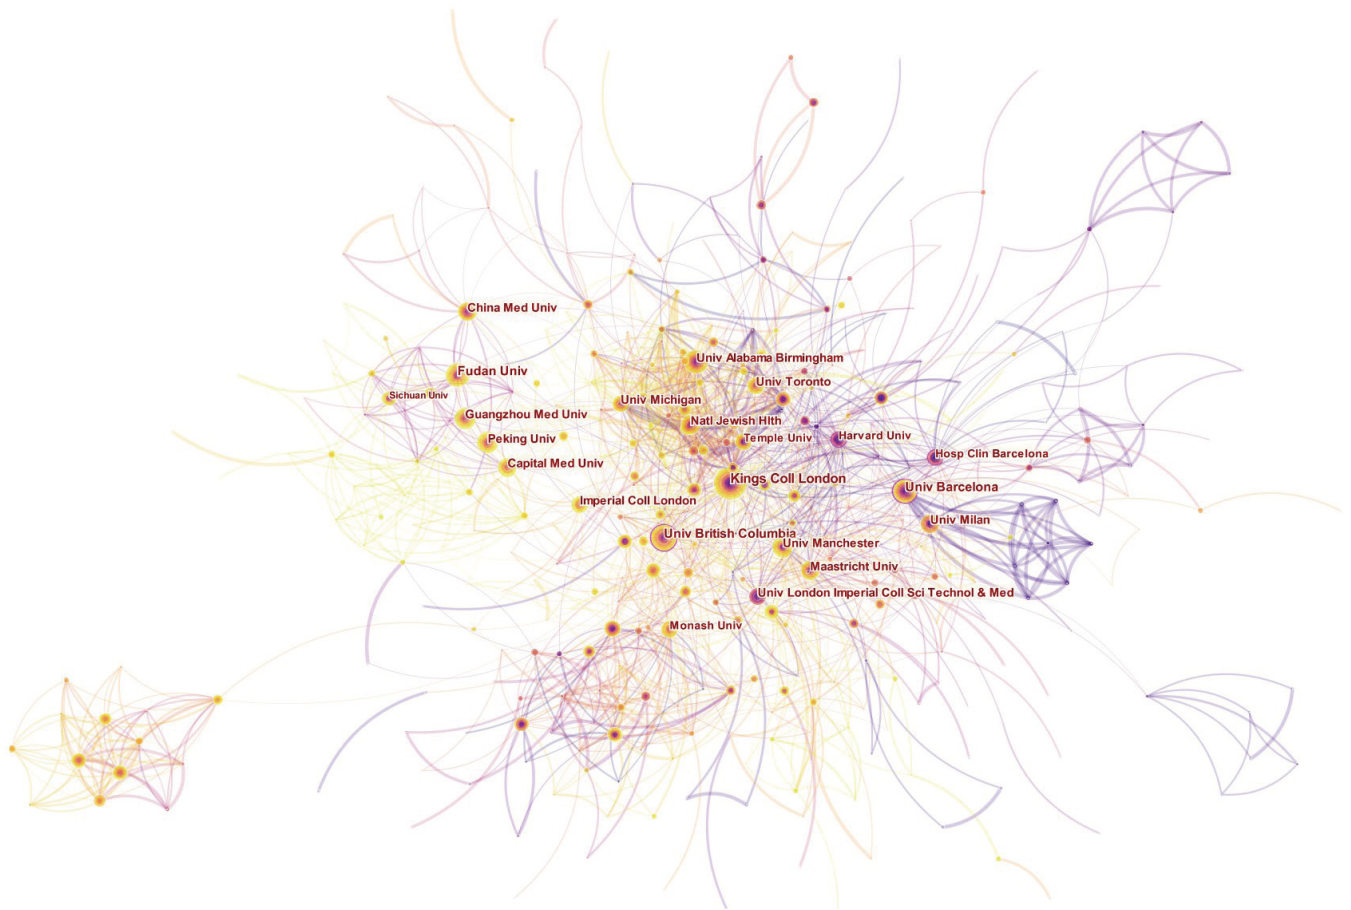 China Med Univ
Univ Alabama Birmingham
Fudan Univ
Univ Toronto
Sichuan Univ
Univ Michigan
Guangzhou Med Univ
Natl Jewish Hlth
Peking Univ
Temple Univ
Harvard Univ
Hosp Clin Barcelona
Capital Med Univ
Kings Coll London
Univ Barcelona
Imperial Coll London
Univ Milan
Univ British Columbia
Univ Manchester
Maastricht Univ
Univ London Imperial Coll Sci Technol & Med
Monash Univ